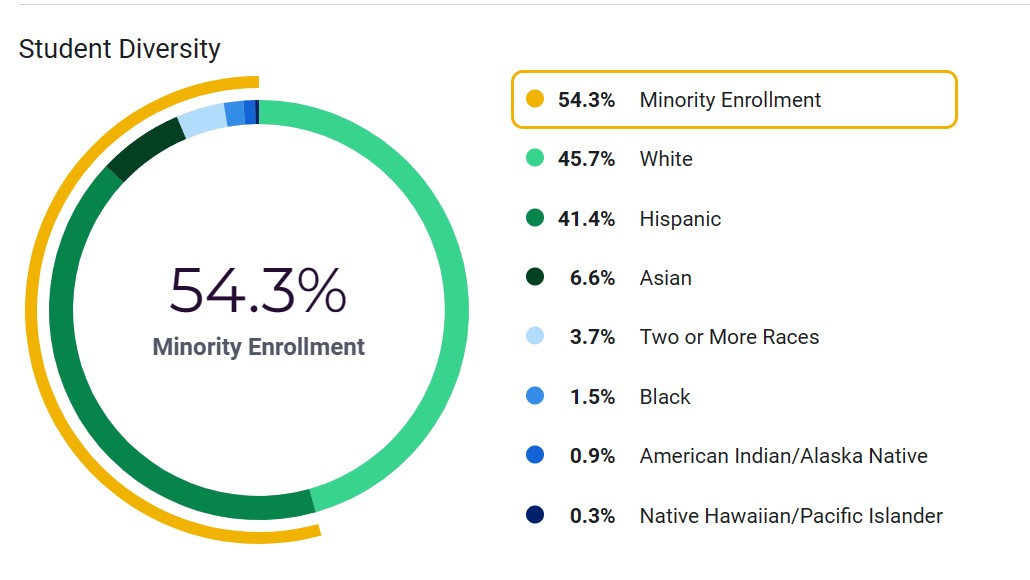 Student Diversity
54.3%
Minority Enrollment
54.3% Minority Enrollment
45.7% White
41.4% Hispanic
6.6% Asian
3.7% Two or More Races
1.5% Black
0.9% American Indian/Alaska Native
0.3% Native Hawaiian/Pacific Islander